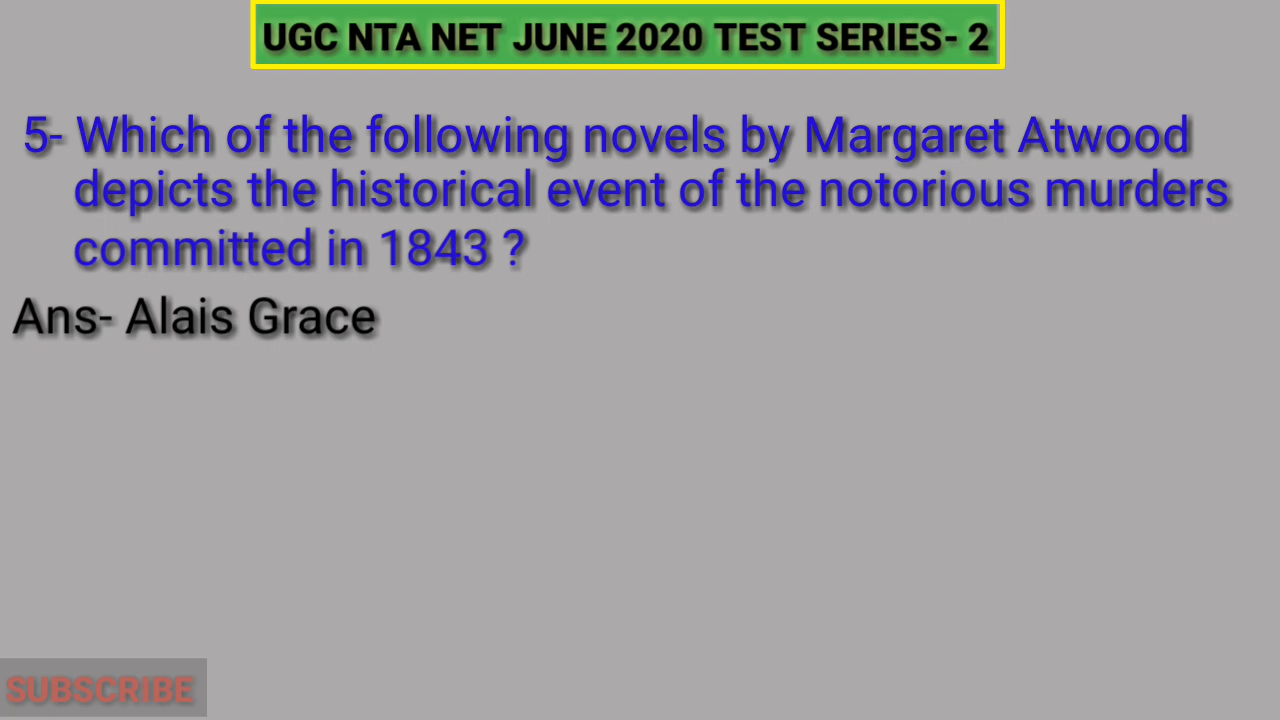 UGC NTA NET JUNE 2020 TEST SERIES- 2
5- Which of the following novels by Margaret Atwood
depicts the historical event of the notorious murders
committed in 1843 ?
Ans- Alais Grace
SUBSCRIBE